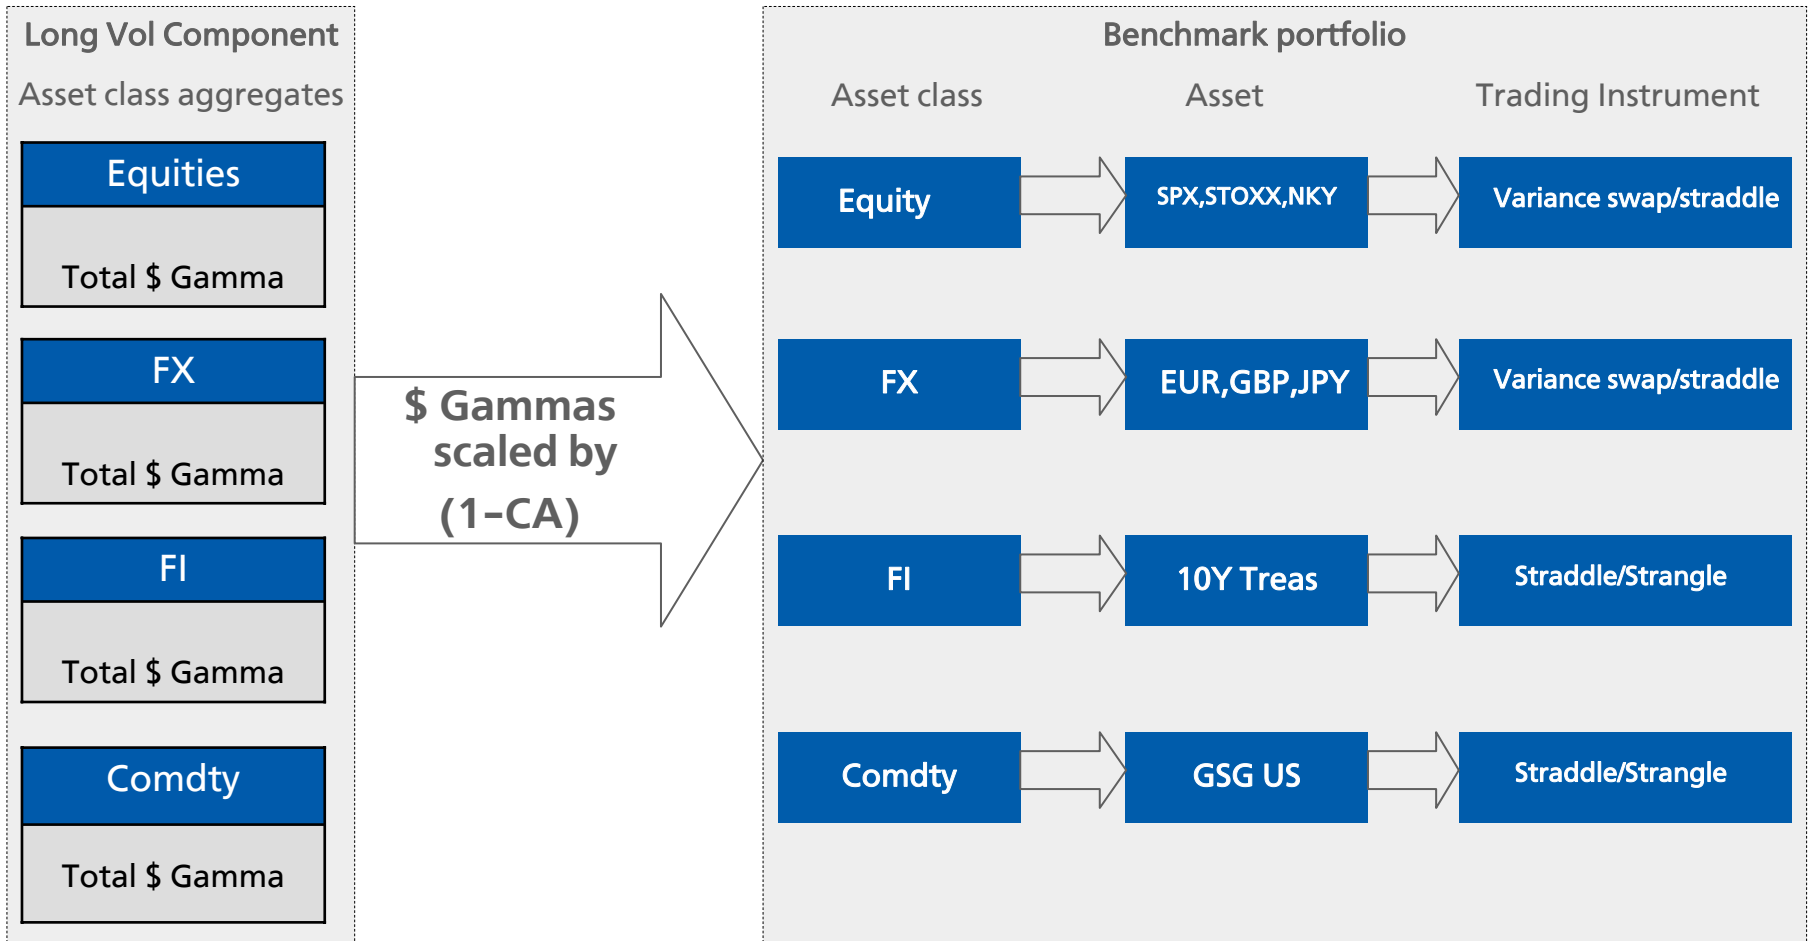 Long Vol Component
Asset class aggregates
Equities
Total $ Gamma
FX
Total $ Gamma
FI
Total $ Gamma
Comdty
Total $ Gamma
$ Gammas
scaled by
(1-CA)
Benchmark portfolio
Asset class
Asset
Trading Instrument
Equity
SPX,STOXX,NKY
Variance swap/straddle
FX
EUR,GBP,JPY
Variance swap/straddle
FI
10Y Treas
Straddle/Strangle
Comdty
GSG US
Straddle/Strangle